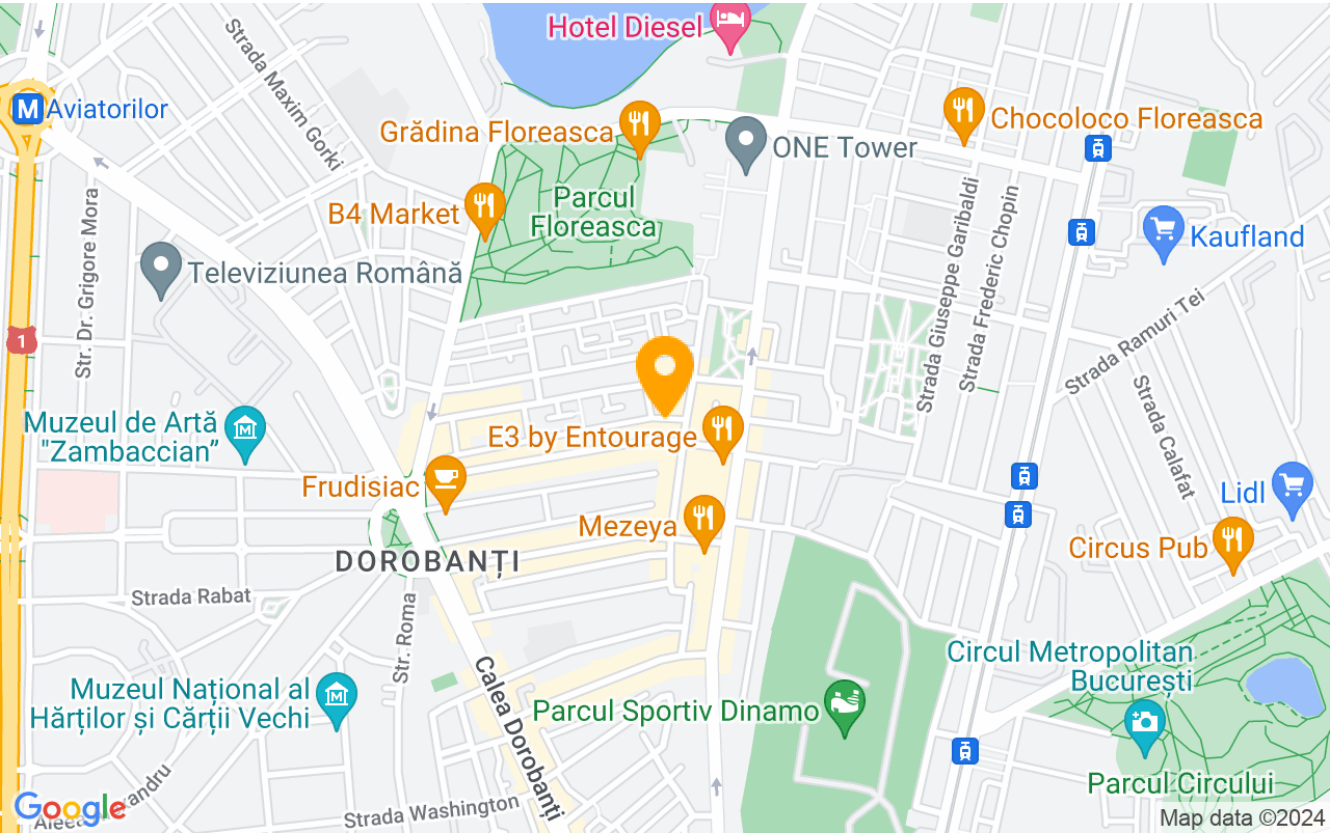 Hotel Diesel
Strada Maxim Gorki
M Aviatorilor
Grădina Floreasca
Chocoloco Floreasca
ONE Tower
Parcul
Floreasca
B4 Market
Kaufland
Televiziunea Română
Str. Dr. Grigore Mora
Strada Giuseppe Garibaldi
Strada Frederic Chopin
Strada Ramuri Tei
1
Muzeul de Artă
"Zambaccian”
E3 by Entourage
Strada Calafat
Frudisiac
Lidl
Mezeya
Circus Pub
DOROBANȚI
Strada Rabat
Str. Roma
Circul Metropolitan
București
Muzeul Național al
Hărților și Cărții Vechi
Calea Dorobanți
Parcul Sportiv Dinamo
Parcul Circului
Strada Washington
Google
Map data ©2024